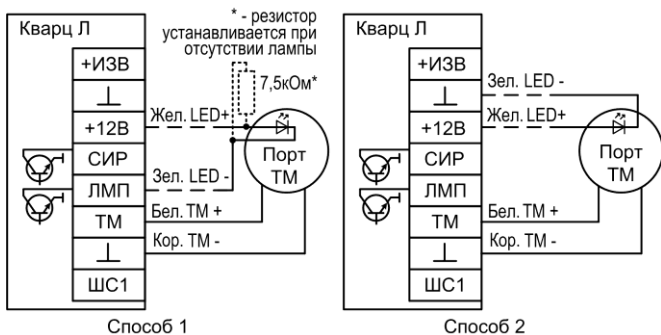 * - резистор
устанавливается при
отсутствии лампы
Кварц Л
+ИЗВ
⊥
+12В
СИР
ЛМП
ТМ
⊥
ШС1
7,5кОм*
Жел. LED+
Зел. LED -
Бел. ТМ +
Кор. ТМ -
Порт
ТМ
Способ 1
Кварц Л
+ИЗВ
⊥
+12В
СИР
ЛМП
ТМ
⊥
ШС1
Зел. LED -
Жел. LED+
Бел. ТМ +
Кор. ТМ -
Порт
ТМ
Способ 2